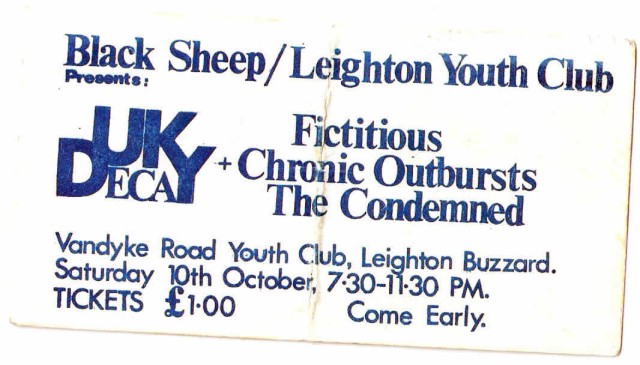 Black Sheep/Leighton Youth Club
Presents:
UK
DECAY
+
Fictitious
Chronic Outbursts
The Condemned
Vandyke Road Youth Club, Leighton Buzzard.
Saturday 10th October, 7·30-11·30 PM.
TICKETS £1·00
Come Early.